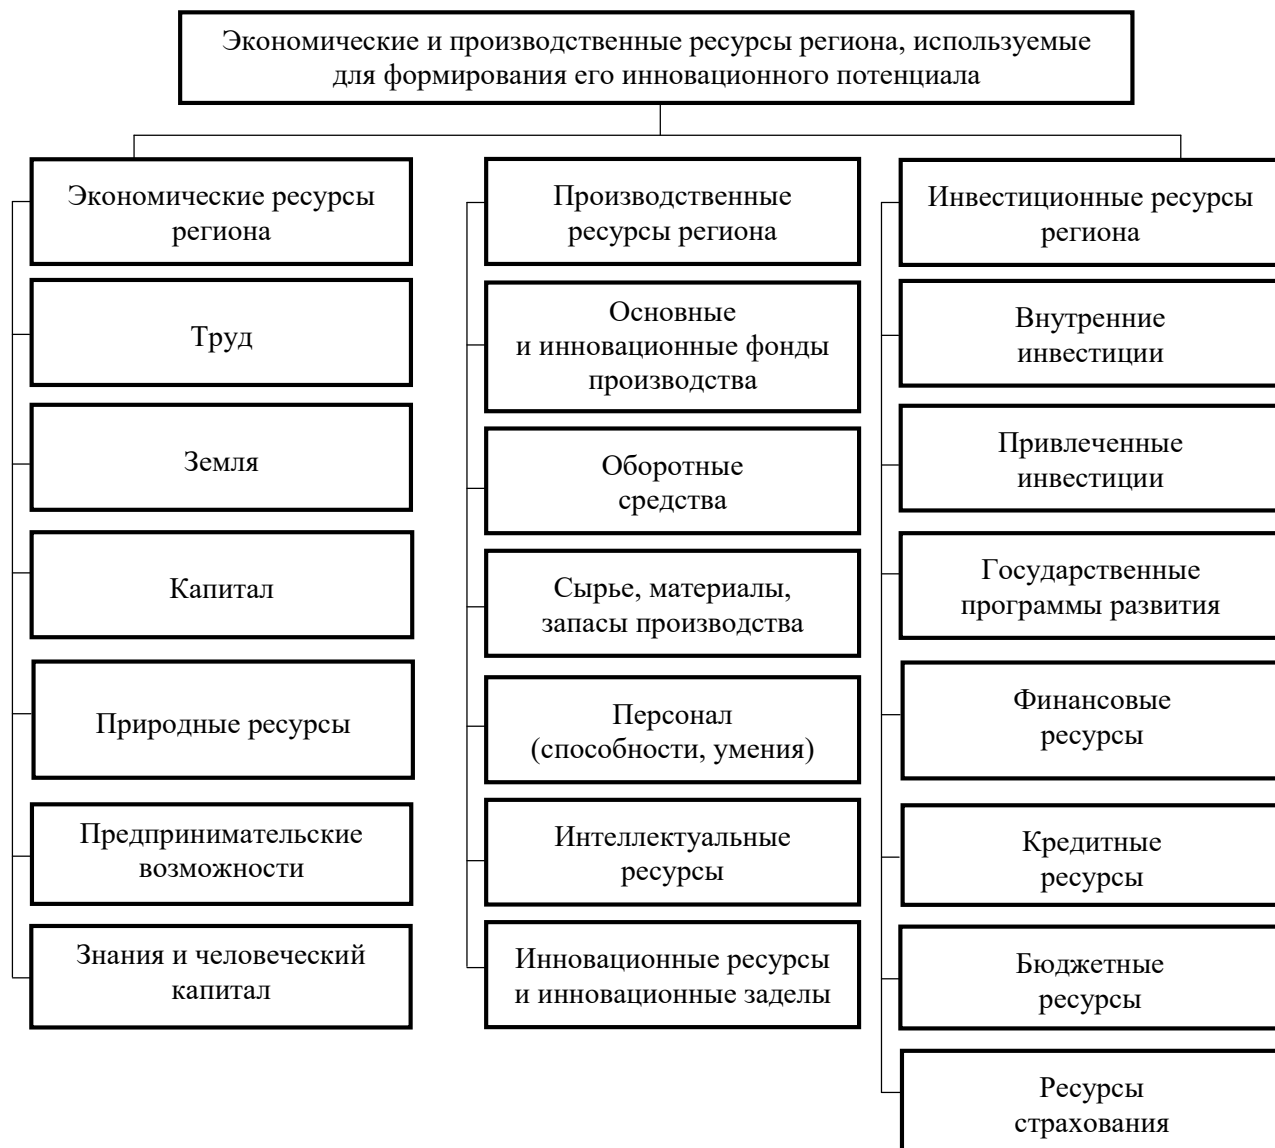 Экономические и производственные ресурсы региона, используемые
для формирования его инновационного потенциала
Экономические ресурсы
региона
Труд
Земля
Капитал
Природные ресурсы
Предпринимательские
возможности
Знания и человеческий
капитал
Производственные
ресурсы региона
Основные
и инновационные фонды
производства
Оборотные
средства
Сырье, материалы,
запасы производства
Персонал
(способности, умения)
Интеллектуальные
ресурсы
Инновационные ресурсы
и инновационные заделы
Инвестиционные ресурсы
региона
Внутренние
инвестиции
Привлеченные
инвестиции
Государственные
программы развития
Финансовые
ресурсы
Кредитные
ресурсы
Бюджетные
ресурсы
Ресурсы
страхования